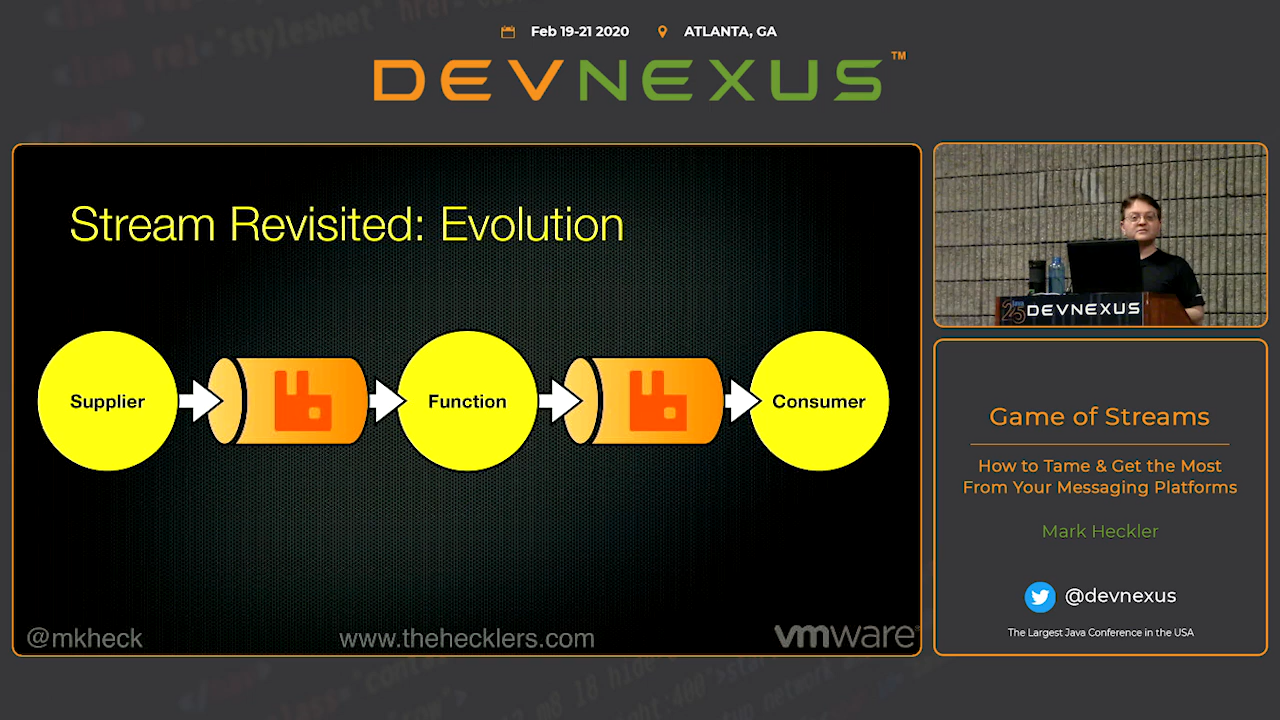 Feb 19-21 2020 ATLANTA, GA
DEVNEXUS™
Stream Revisited: Evolution
Supplier
Function
Consumer
@mkheck
www.thehecklers.com
vmware®
25
DEVNEXUS
Game of Streams
How to Tame & Get the Most
From Your Messaging Platforms
Mark Heckler
@devnexus
The Largest Java Conference in the USA